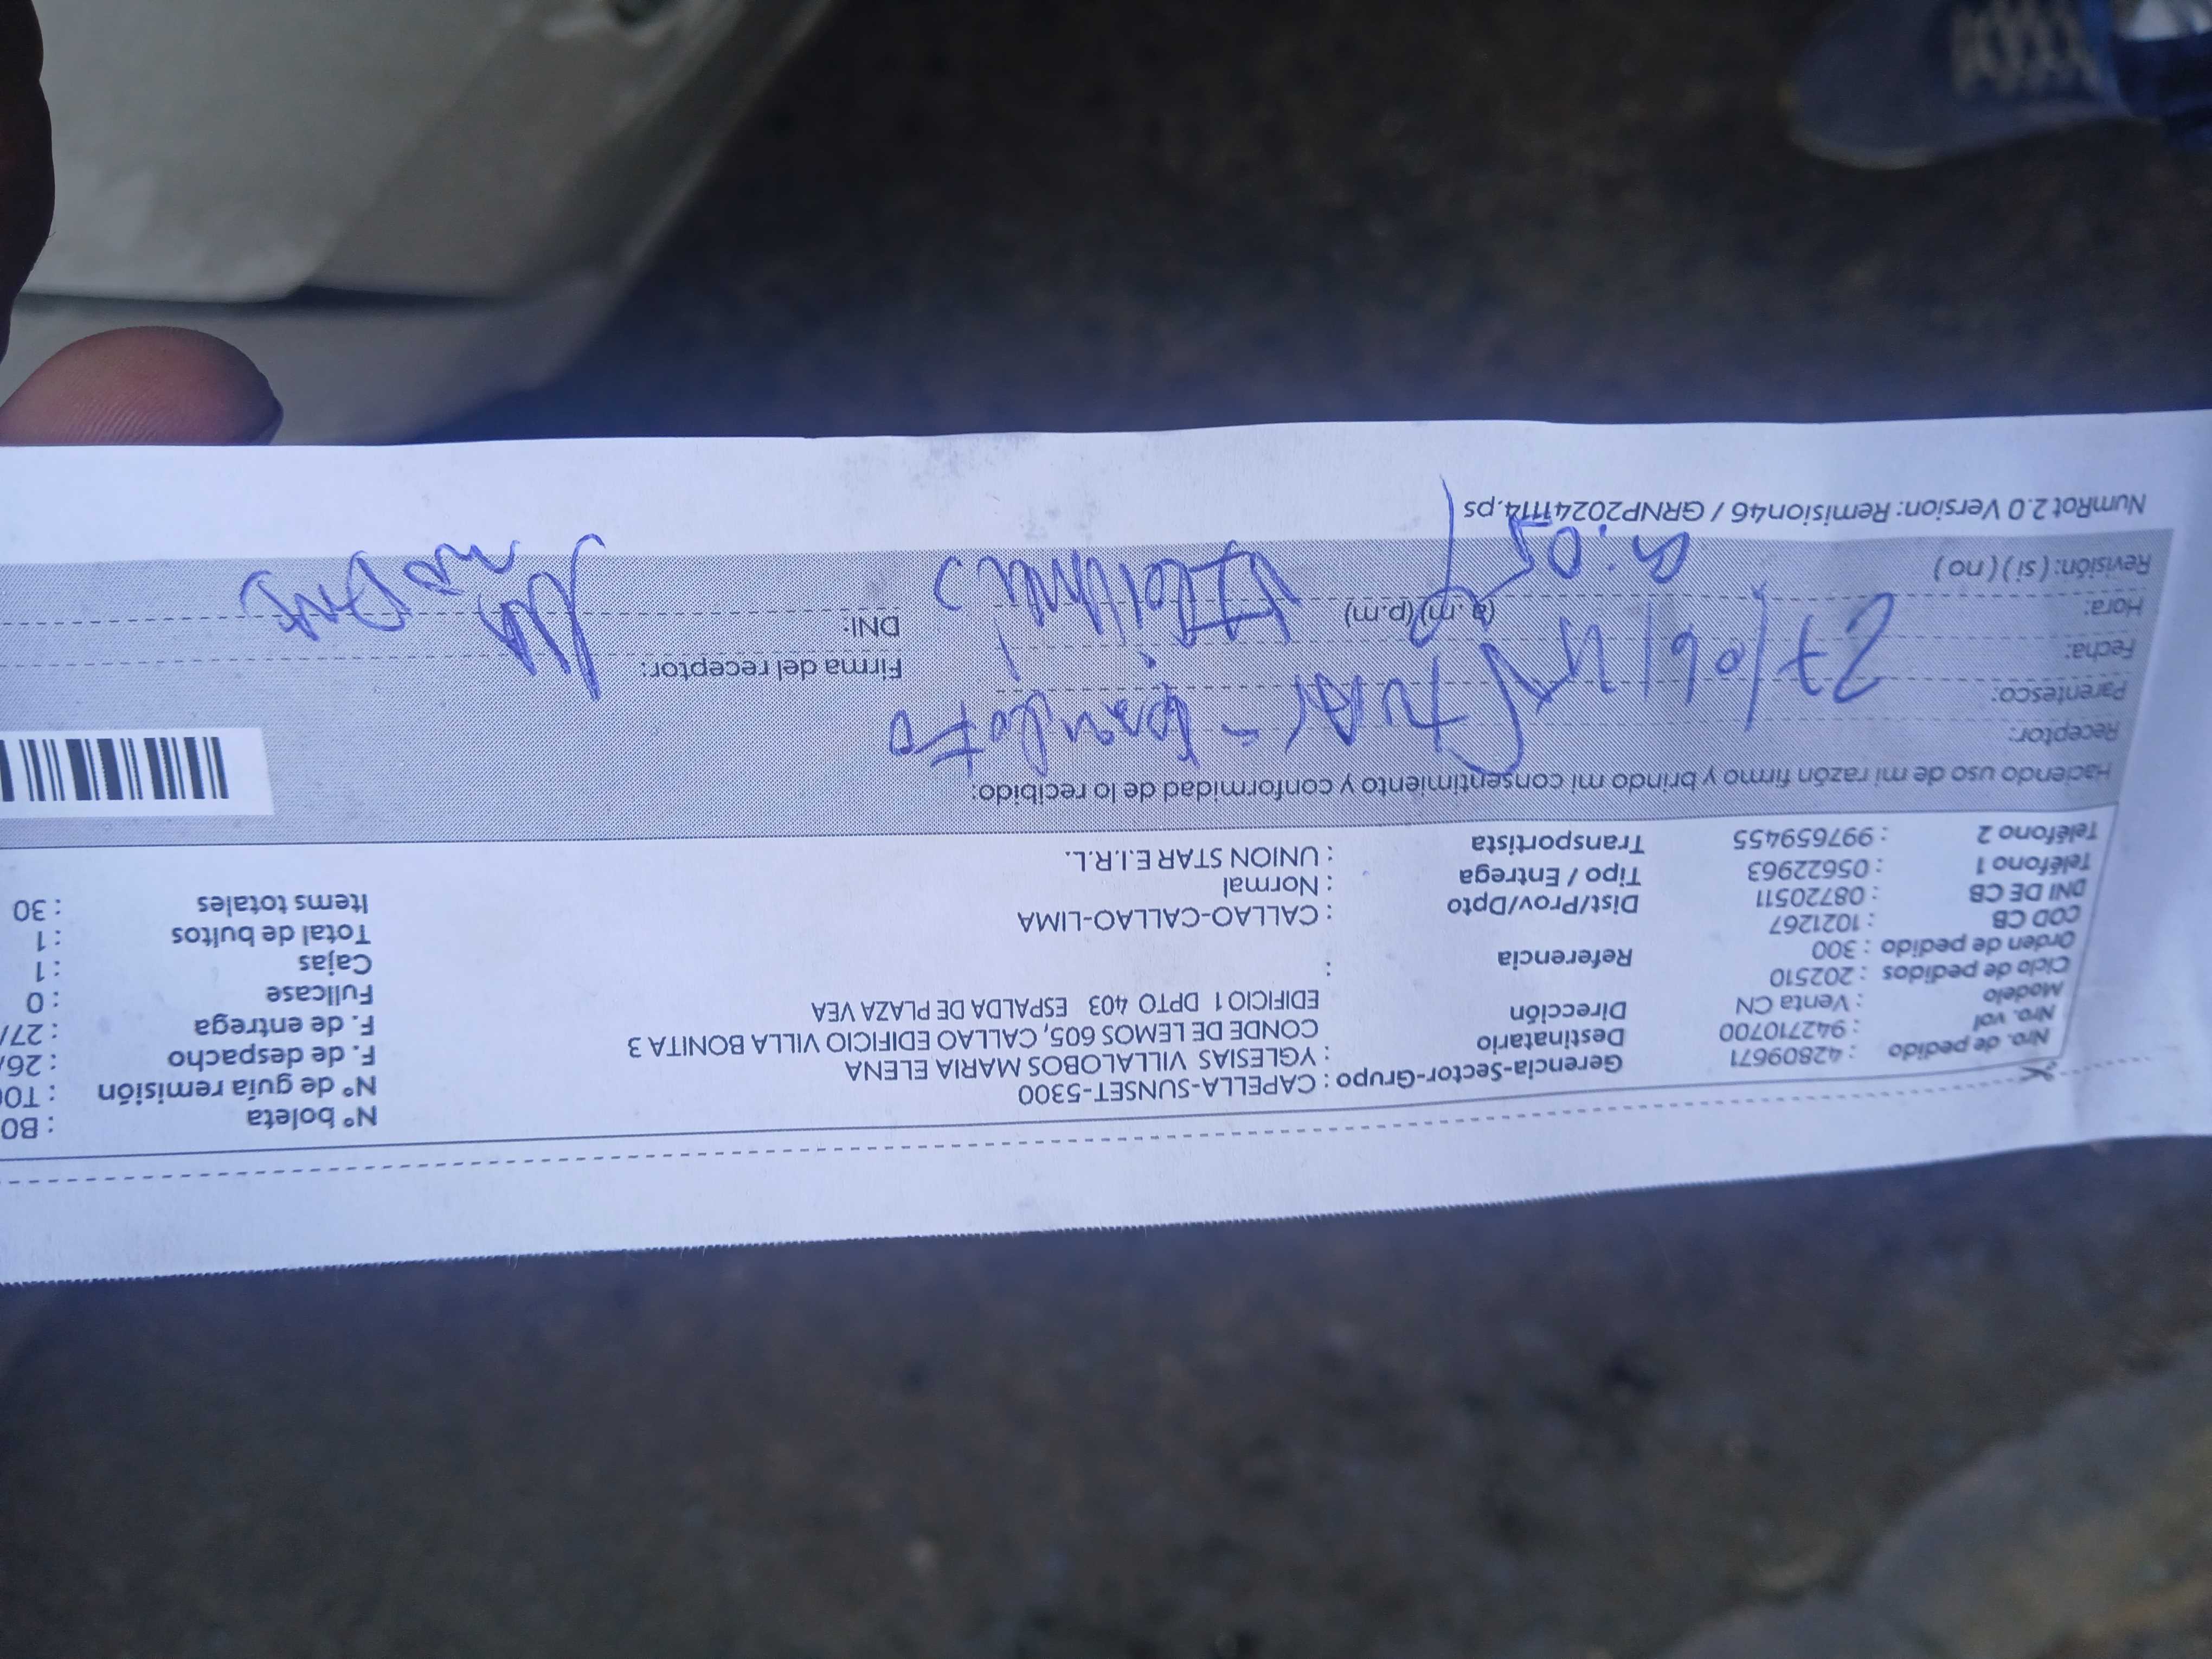 Nro. de pedido : 42809671 Gerencia-Sector-Grupo : CAPELLA-SUNSET-5300 N° boleta : B0
Nro. vol : 942710700 Destinatario : YGLESIAS VILLALOBOS MARIA ELENA N° de guía remisión : T00
Modelo : Venta CN Dirección CONDE DE LEMOS 605, CALLAO EDIFICIO VILLA BONITA 3 F. de despacho : 26/
Ciclo de pedidos : 202510 EDIFICIO 1 DPTO 403 ESPALDA DE PLAZA VEA F. de entrega : 27/
Orden de pedido : 300 Referencia : Fullcase : 0
COD CB : 1021267 Dist/Prov/Dpto : CALLAO-CALLAO-LIMA Cajas : 1
DNI DE CB : 08720511 Tipo / Entrega : Normal Total de bultos : 1
Teléfono 1 : 05622963 Transportista : UNION STAR E.I.R.L. Items totales : 30
Teléfono 2 : 997659455
Haciendo uso de mi razón firmo y brindo mi consentimiento y conformidad de lo recibido:
Receptor:
Parentesco:
Fecha: 27/06/ Firma del receptor:
Hora: (a.m) (p.m) DNI:
Revisión: ( si ) ( no )
NumRot 2.0 Version: Remision46 / GRNP20241114.ps